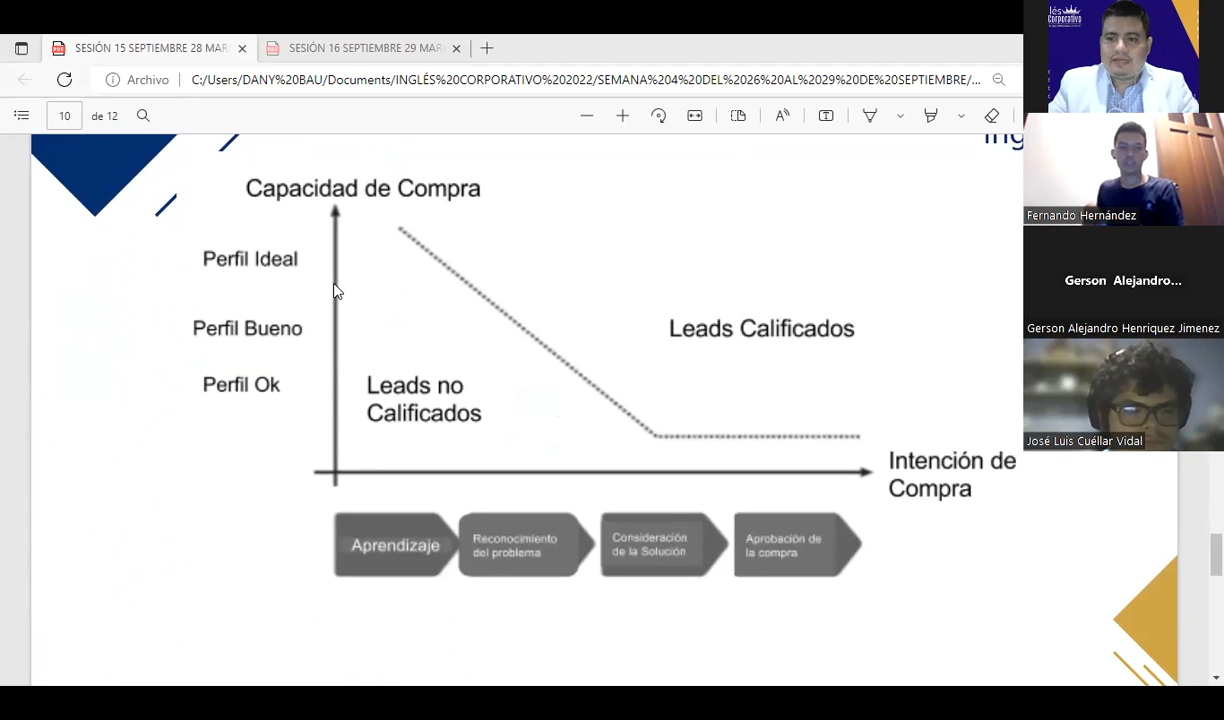 SESIÓN 15 SEPTIEMBRE 28 MAR
SESIÓN 16 SEPTIEMBRE 29 MAR
Archivo
C:/Users/DANY%20BAU/Documents/INGLÉS%20CORPORATIVO%202022/SEMANA%204%20DEL%2026%20AL%2029%20DE%20SEPTIEMBRE/...
10 de 12
lés
Corporativo
Capacidad de Compra
Perfil Ideal
Perfil Bueno
Perfil Ok
Leads no
Calificados
Leads Calificados
Intención de
Compra
Aprendizaje
Reconocimiento
del problema
Consideración
de la Solución
Aprobación de
la compra
Fernando Hernández
Gerson Alejandro...
Gerson Alejandro Henriquez Jimenez
José Luis Cuéllar Vidal